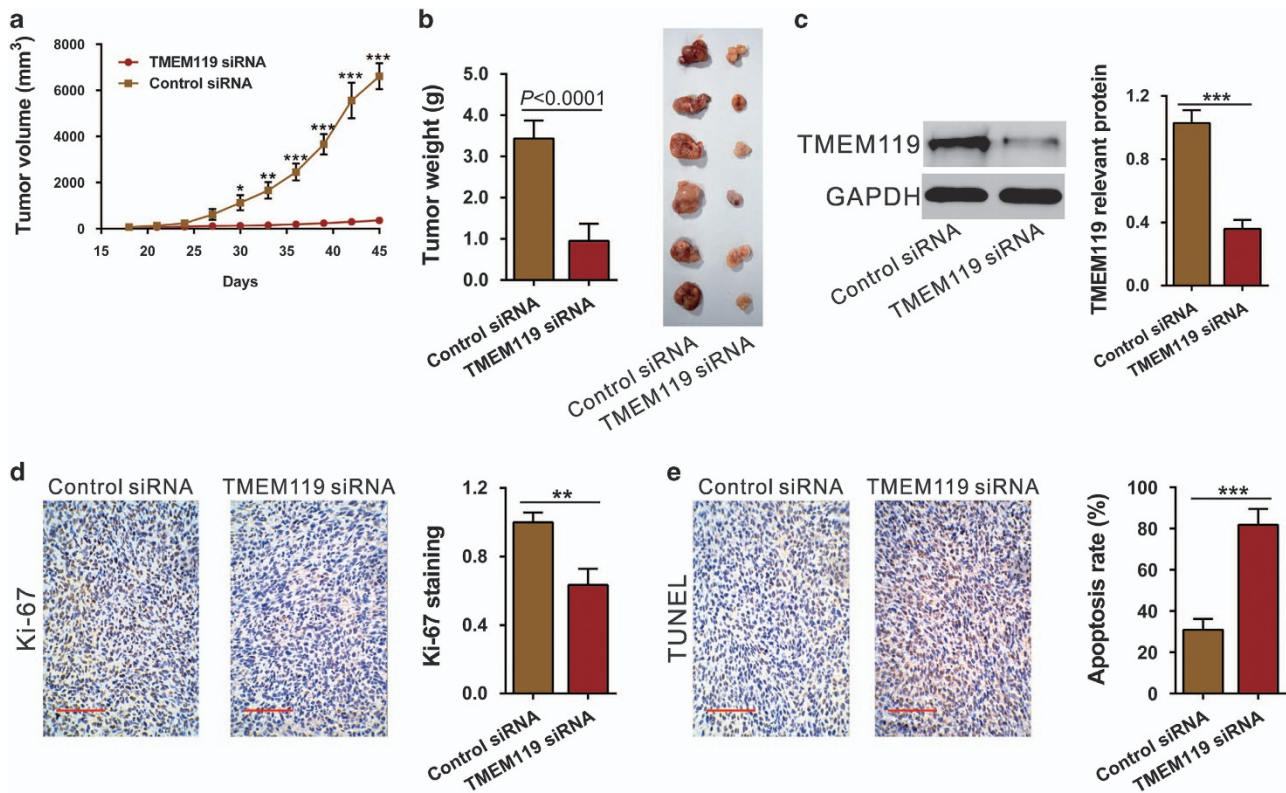 a
Tumor volume (mm³)
8000
6000
4000
2000
0
TMEM119 siRNA
Control siRNA
*
**
***
***
***
***
15 20 25 30 35 40 45
Days
b
Tumor weight (g)
5.0
4.0
3.0
2.0
1.0
0.0
P<0.0001
Control siRNA
TMEM119 siRNA
Control siRNA
TMEM119 siRNA
c
TMEM119
GAPDH
Control siRNA
TMEM119 siRNA
TMEM119 relevant protein
1.2
0.8
0.4
0.0
***
Control siRNA
TMEM119 siRNA
d
Control siRNA TMEM119 siRNA
Ki-67
Ki-67 staining
1.2
0.8
0.4
0.0
**
Control siRNA
TMEM119 siRNA
e
Control siRNA TMEM119 siRNA
TUNEL
Apoptosis rate (%)
100
80
60
40
20
0
***
Control siRNA
TMEM119 siRNA